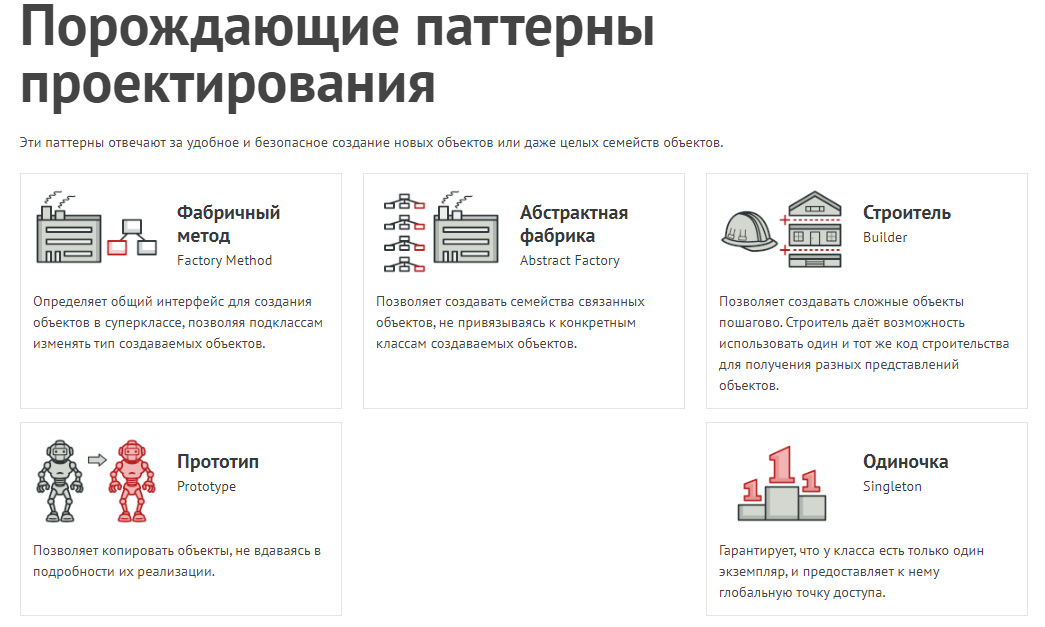 Порождающие паттерны
проектирования
Эти паттерны отвечают за удобное и безопасное создание новых объектов или даже целых семейств объектов.
Фабричный
метод
Factory Method
Определяет общий интерфейс для создания
объектов в суперклассе, позволяя подклассам
изменять тип создаваемых объектов.
Абстрактная
фабрика
Abstract Factory
Позволяет создавать семейства связанных
объектов, не привязываясь к конкретным
классам создаваемых объектов.
Строитель
Builder
Позволяет создавать сложные объекты
пошагово. Строитель даёт возможность
использовать один и тот же код строительства
для получения разных представлений
объектов.
Прототип
Prototype
Позволяет копировать объекты, не вдаваясь в
подробности их реализации.
1 1 1
Одиночка
Singleton
Гарантирует, что у класса есть только один
экземпляр, и предоставляет к нему
глобальную точку доступа.